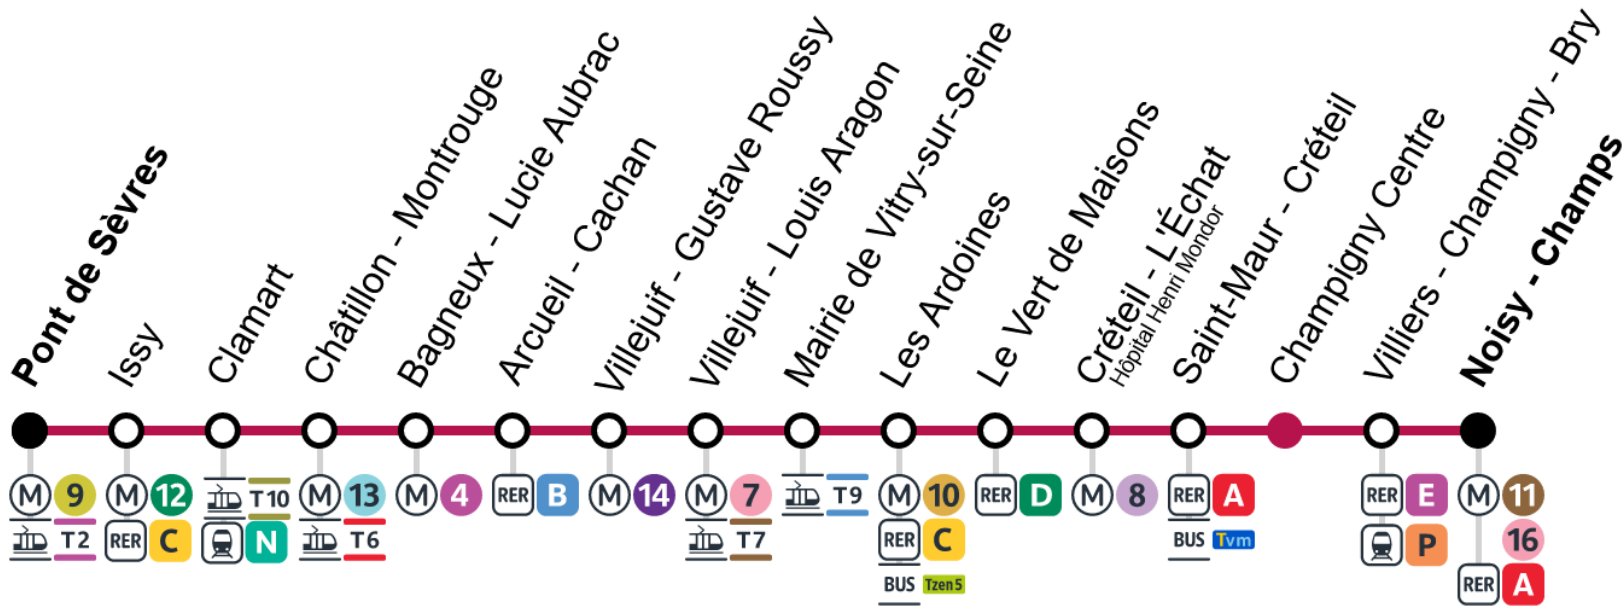 Pont de Sèvres
Issy
Clamart
Châtillon - Montrouge
Bagneux - Lucie Aubrac
Arcueil - Cachan
Villejuif - Gustave Roussy
Villejuif - Louis Aragon
Mairie de Vitry-sur-Seine
Les Ardoines
Le Vert de Maisons
Créteil - L'Échat
Hôpital Henri Mondor
Saint-Maur - Créteil
Champigny Centre
Villiers - Champigny - Bry
Noisy - Champs
M 9
T2
M 12
RER C
T10
N
M 13
T6
M 4
RER B
M 14
M 7
T7
T9
M 10
RER C
BUS Tzen5
RER D
M 8
RER A
BUS Tvm
RER E
P
M 11
16
RER A